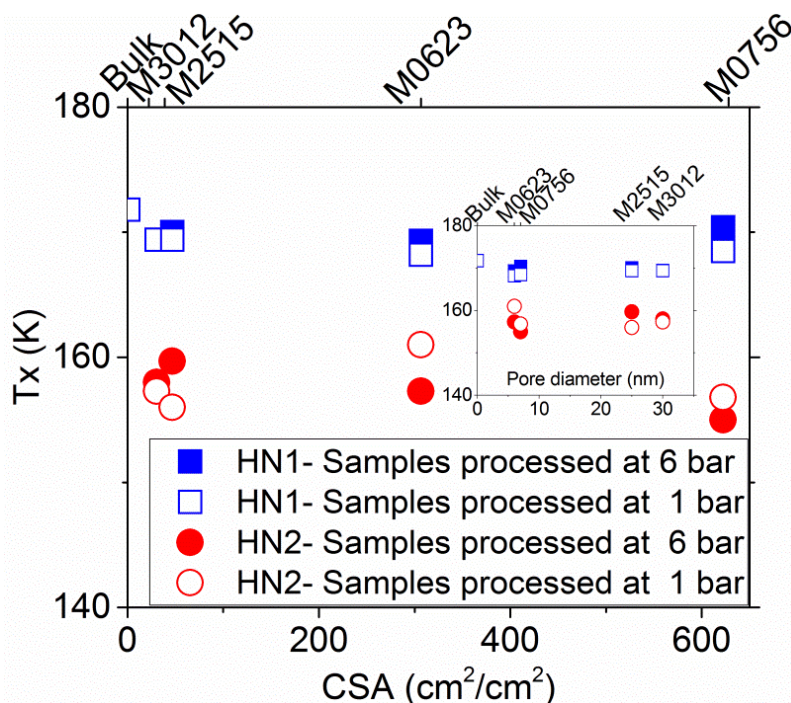 Bulk
M3012
M2515
M0623
M0756
180
160
140
Tx (K)
Bulk
M0623
M0756
M2515
M3012
180
160
140
Pore diameter (nm)
0 10 20 30
HN1- Samples processed at 6 bar
HN1- Samples processed at 1 bar
HN2- Samples processed at 6 bar
HN2- Samples processed at 1 bar
0 200 400 600
CSA (cm²/cm²)